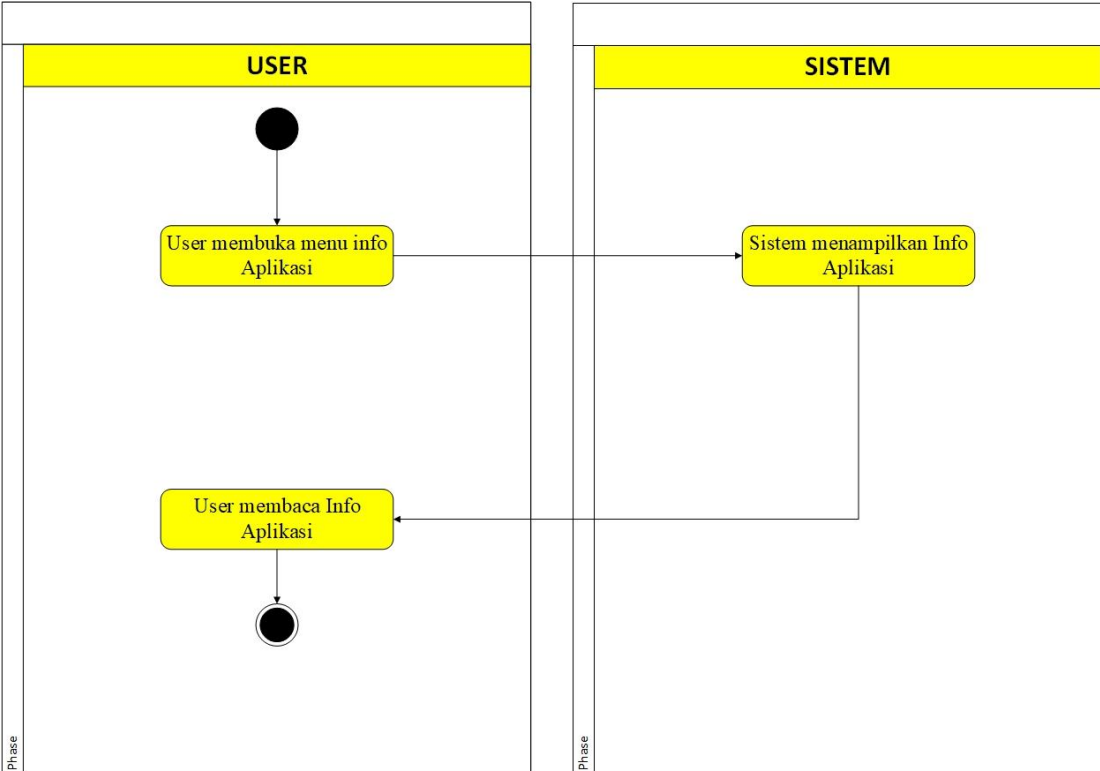 USER
SISTEM
User membuka menu info
Aplikasi
Sistem menampilkan Info
Aplikasi
User membaca Info
Aplikasi
Phase
Phase